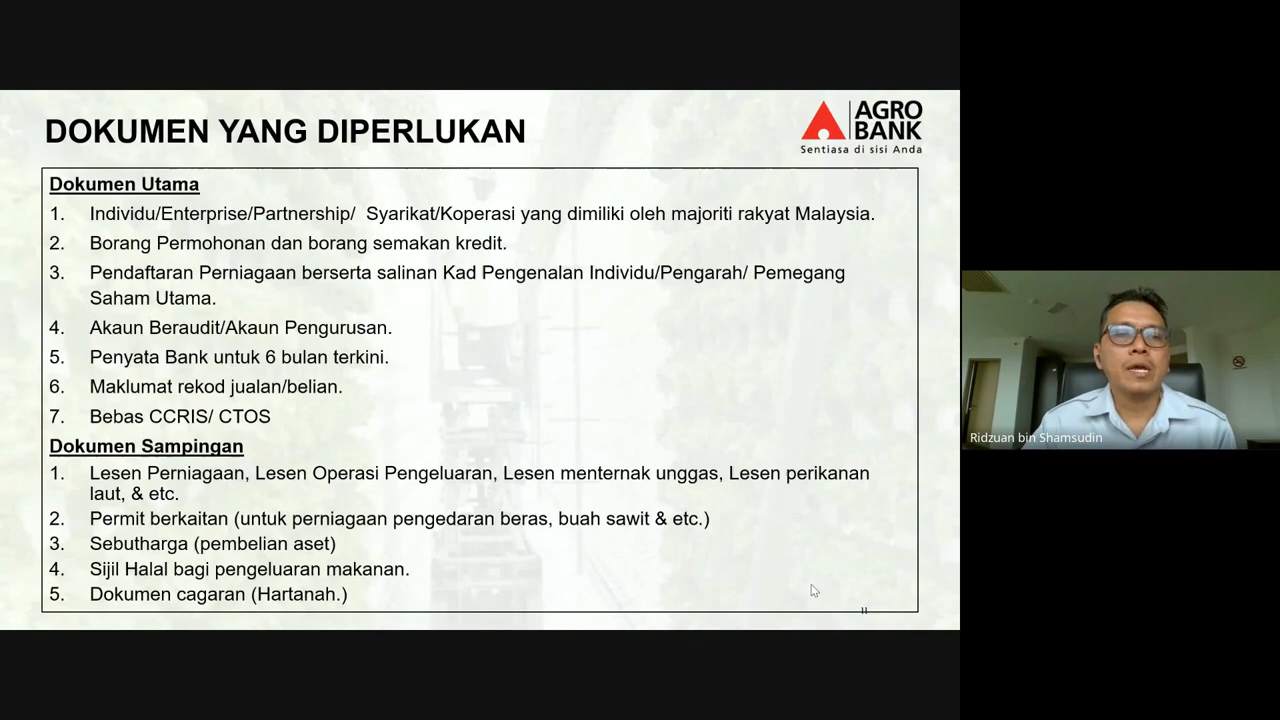 DOKUMEN YANG DIPERLUKAN
AGRO
BANK
Sentiasa di sisi Anda
Dokumen Utama
1. Individu/Enterprise/Partnership/ Syarikat/Koperasi yang dimiliki oleh majoriti rakyat Malaysia.
2. Borang Permohonan dan borang semakan kredit.
3. Pendaftaran Perniagaan berserta salinan Kad Pengenalan Individu/Pengarah/ Pemegang
Saham Utama.
4. Akaun Beraudit/Akaun Pengurusan.
5. Penyata Bank untuk 6 bulan terkini.
6. Maklumat rekod jualan/belian.
7. Bebas CCRIS/ CTOS
Dokumen Sampingan
1. Lesen Perniagaan, Lesen Operasi Pengeluaran, Lesen menternak unggas, Lesen perikanan
laut, & etc.
2. Permit berkaitan (untuk perniagaan pengedaran beras, buah sawit & etc.)
3. Sebutharga (pembelian aset)
4. Sijil Halal bagi pengeluaran makanan.
5. Dokumen cagaran (Hartanah.)
11
Ridzuan bin Shamsudin